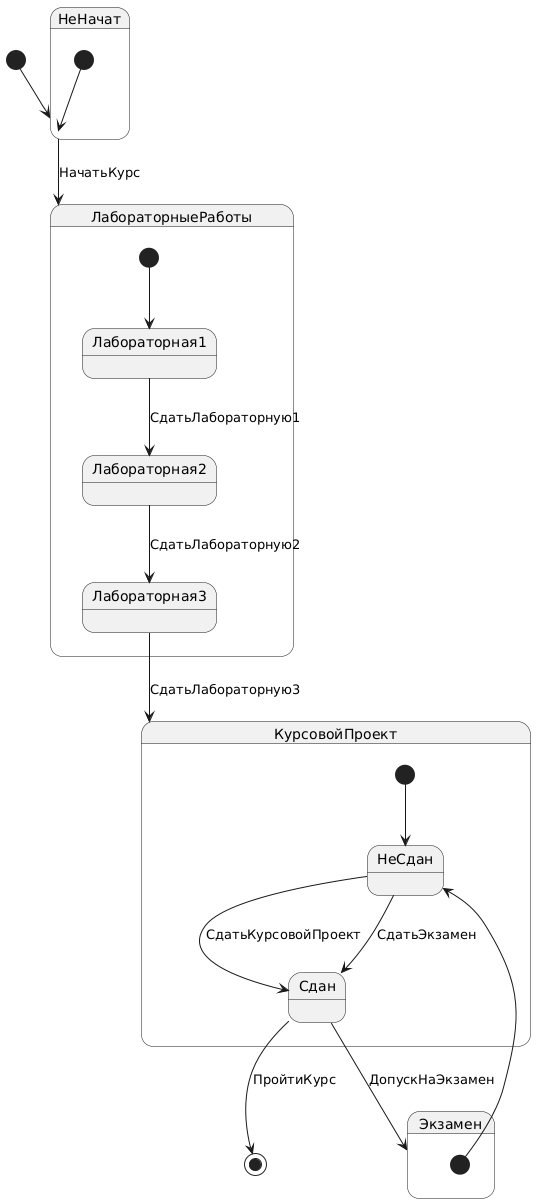 НеНачат
НачатьКурс
ЛабораторныеРаботы
Лабораторная1
СдатьЛабораторную1
Лабораторная2
СдатьЛабораторную2
Лабораторная3
СдатьЛабораторную3
КурсовойПроект
НеСдан
СдатьКурсовойПроект
СдатьЭкзамен
Сдан
ПройтиКурс
ДопускНаЭкзамен
Экзамен